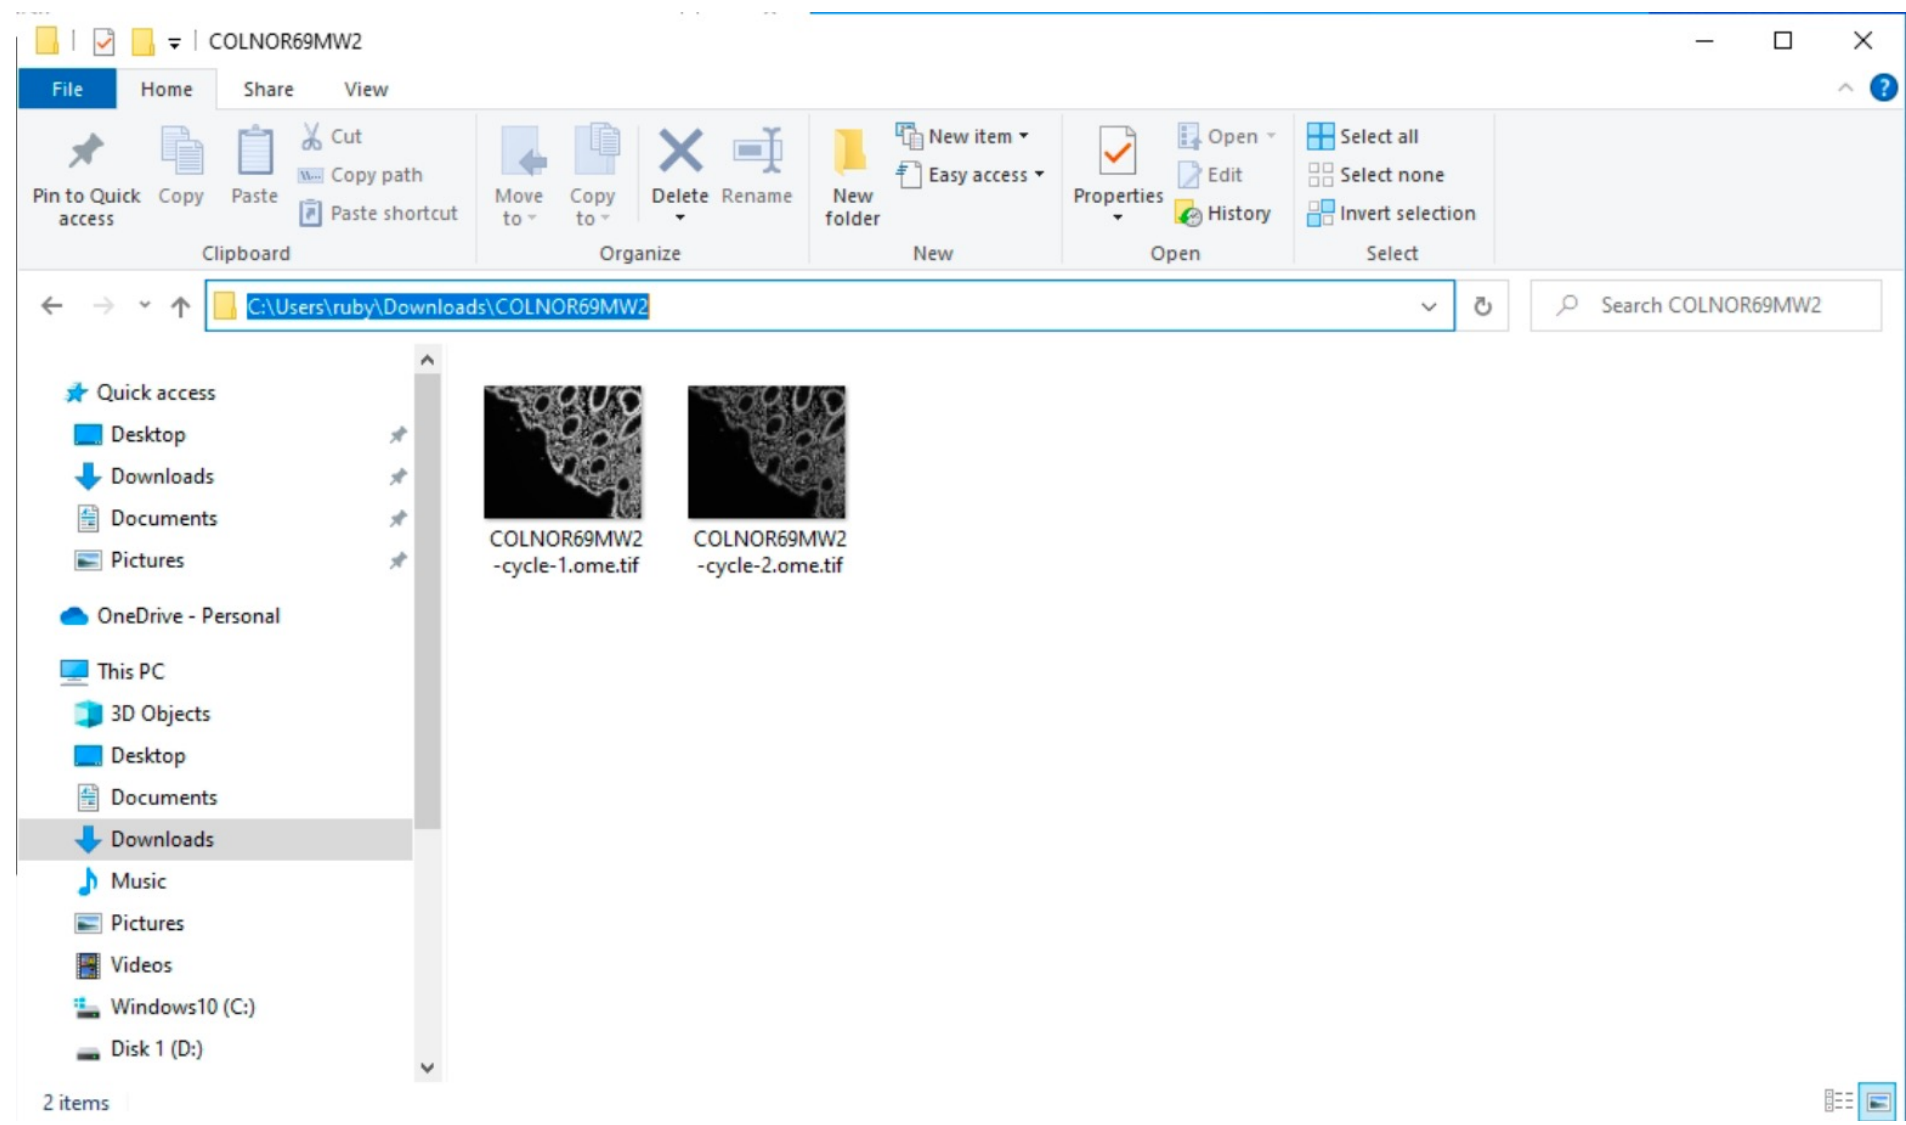 COLNOR69MW2
File Home Share View
Pin to Quick access
Copy
Paste
Cut
Copy path
Paste shortcut
Clipboard
Move to
Copy to
Delete
Rename
Organize
New folder
New item
Easy access
New
Properties
Open
Edit
History
Open
Select all
Select none
Invert selection
Select
C:\Users\ruby\Downloads\COLNOR69MW2
Search COLNOR69MW2
Quick access
Desktop
Downloads
Documents
Pictures
OneDrive - Personal
This PC
3D Objects
Desktop
Documents
Downloads
Music
Pictures
Videos
Windows10 (C:)
Disk 1 (D:)
COLNOR69MW2
-cycle-1.ome.tif
COLNOR69MW2
-cycle-2.ome.tif
2 items